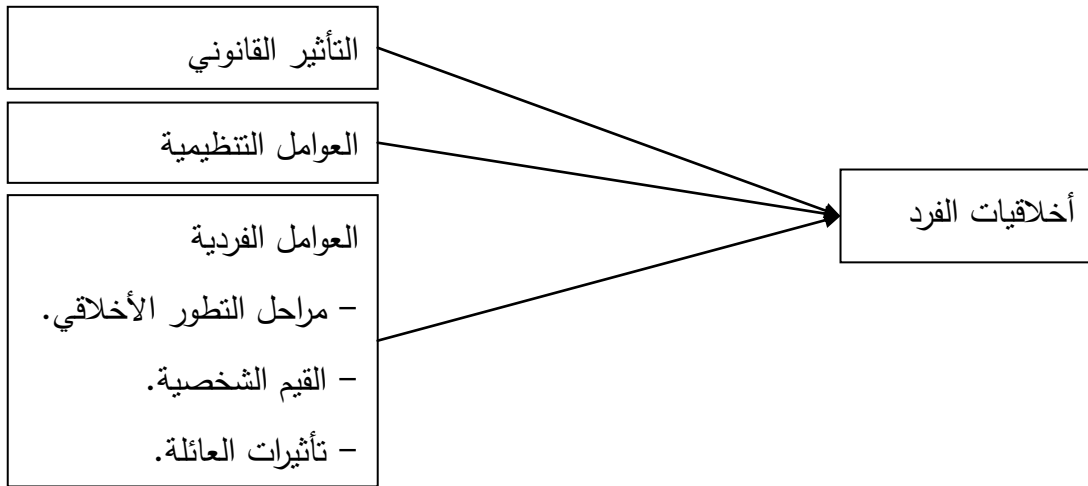 التأثير القانوني
العوامل التنظيمية
أخلاقيات الفرد
العوامل الفردية
- مراحل التطور الأخلاقي.
- القيم الشخصية.
- تأثيرات العائلة.